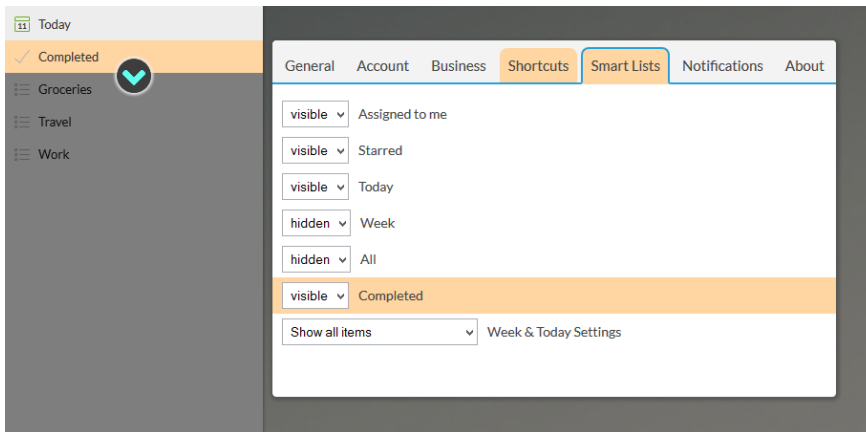 11 Today
Completed
Groceries
Travel
Work
General Account Business Shortcuts Smart Lists Notifications About
visible Assigned to me
visible Starred
visible Today
hidden Week
hidden All
visible Completed
Show all items Week & Today Settings